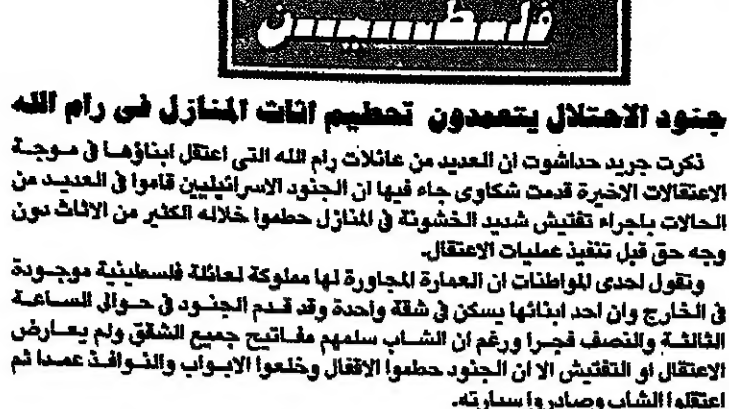 فلسطسين
جنود الاحتلال يتعمدون تحطيم اثاث المنازل فى رام الله
ذكرت جريد حداشوت ان العديد من عائلات رام الله التى اعتقل ابناؤها فى موجة
الاعتقالات الاخيرة قدمت شكاوى جاء فيها ان الجنود الاسرائيليين قاموا فى العديد من
الحالات باجراء تفتيش شديد الخشونة فى المنازل حطموا خلاله الكثير من الاثاث دون
وجه حق قبل تنفيذ عمليات الاعتقال.
وتقول احدى المواطنات ان العمارة المجاورة لها مملوكة لعائلة فلسطينية موجودة
فى الخارج وان احد ابنائها يسكن فى شقة واحدة وقد قدم الجنود فى حوالى الساعة
الثالثة والنصف فجرا ورغم ان الشاب سلمهم مفاتيح جميع الشقق ولم يعارض
الاعتقال او التفتيش الا ان الجنود حطموا الاقفال وخلعوا الابواب والنوافذ عمدا ثم
اعتقلوا الشاب وصادروا سيارته.